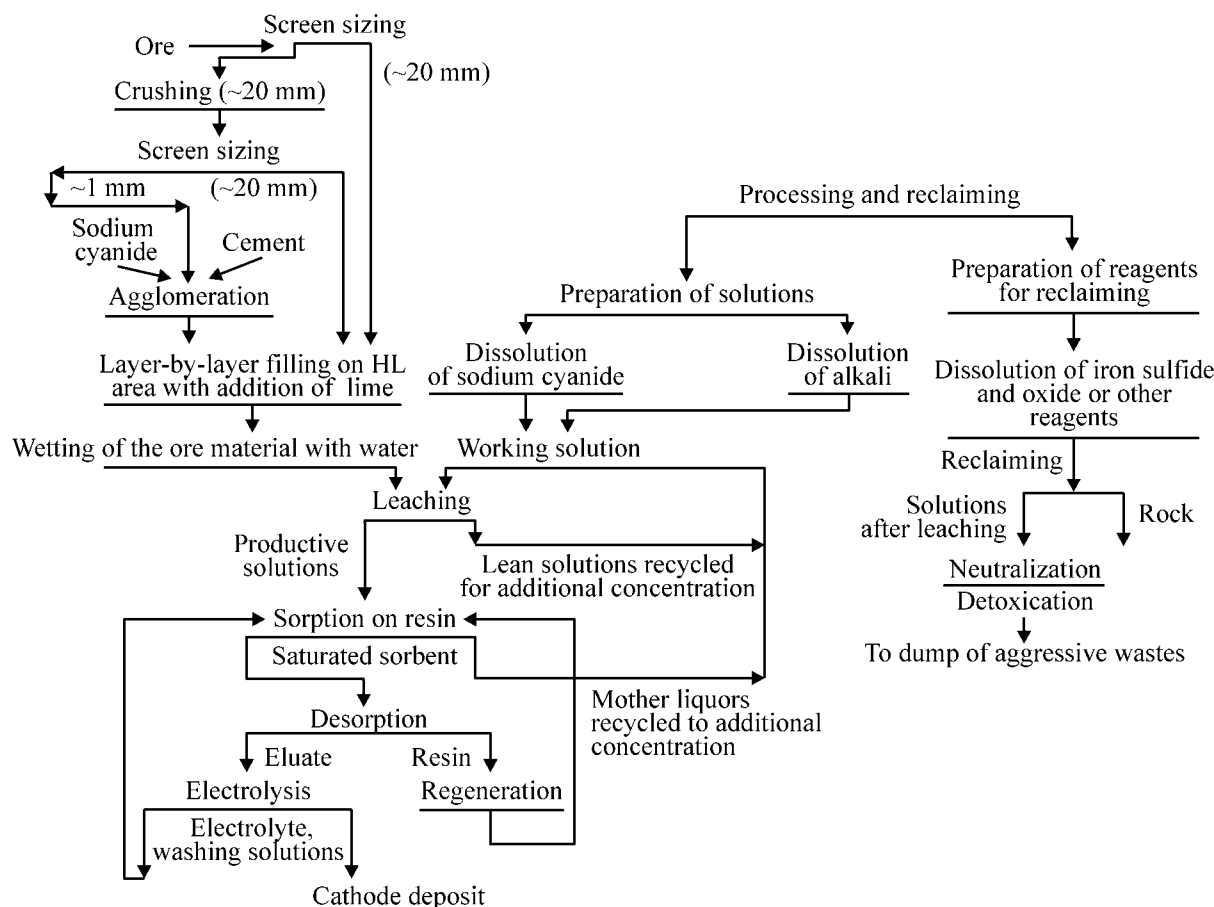 Screen sizing
Ore
(~20 mm)
Crushing (~20 mm)
Screen sizing
~1 mm
(~20 mm)
Sodium
cyanide
Cement
Agglomeration
Layer-by-layer filling on HL
area with addition of lime
Wetting of the ore material with water
Processing and reclaiming
Preparation of solutions
Dissolution
of sodium cyanide
Dissolution
of alkali
Working solution
Preparation of reagents
for reclaiming
Dissolution of iron sulfide
and oxide or other
reagents
Reclaiming
Solutions
after leaching
Rock
Neutralization
Detoxication
To dump of aggressive wastes
Leaching
Productive
solutions
Lean solutions recycled
for additional concentration
Sorption on resin
Saturated sorbent
Mother liquors
recycled to additional
concentration
Desorption
Eluate
Resin
Electrolysis
Regeneration
Electrolyte,
washing solutions
Cathode deposit